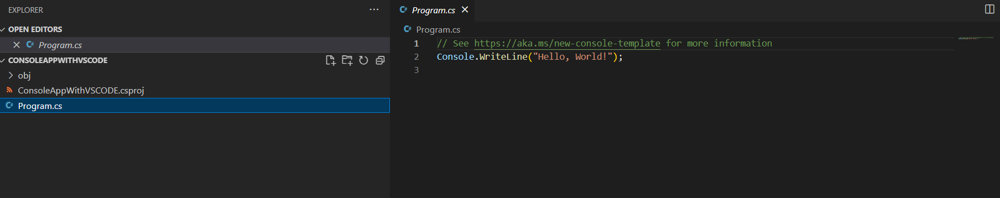 EXPLORER
OPEN EDITORS
C# Program.cs
CONSOLEAPPWITHVSCODE
obj
ConsoleAppWithVSCODE.csproj
C# Program.cs
C# Program.cs
C# Program.cs
1 // See https://aka.ms/new-console-template for more information
2 Console.WriteLine("Hello, World!");
3